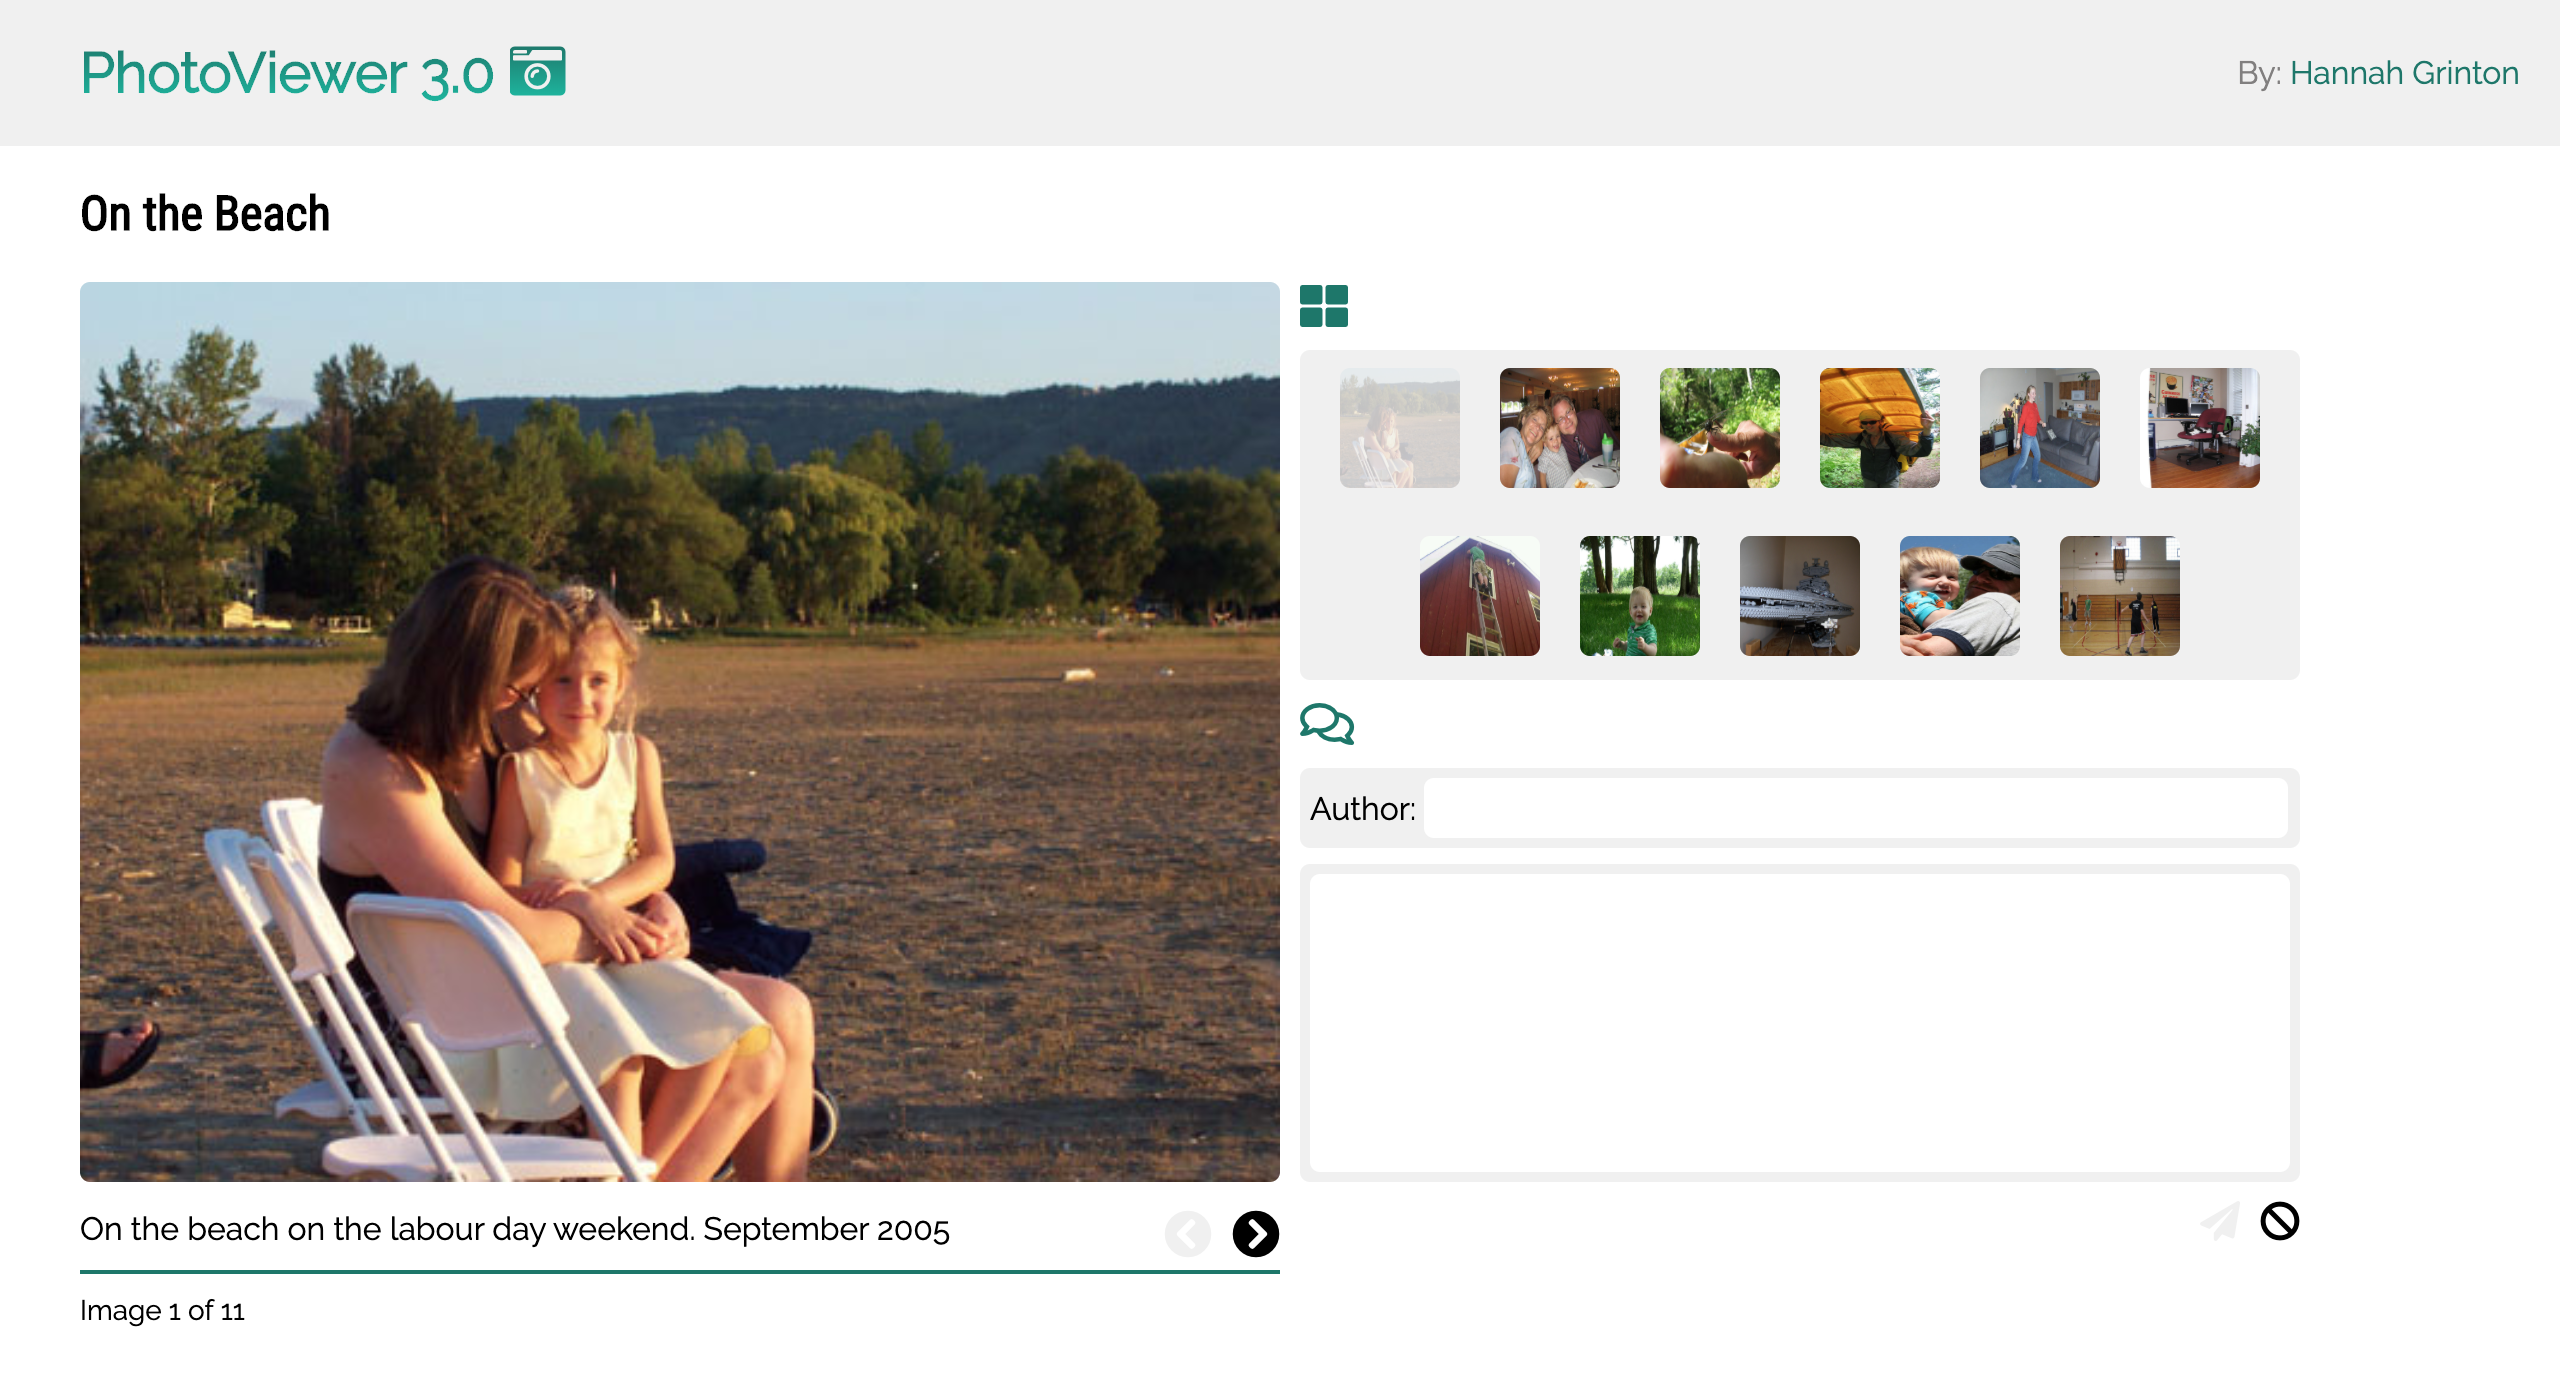 PhotoViewer 3.0
By: Hannah Grinton
On the Beach
Author:
On the beach on the labour day weekend. September 2005
Image 1 of 11